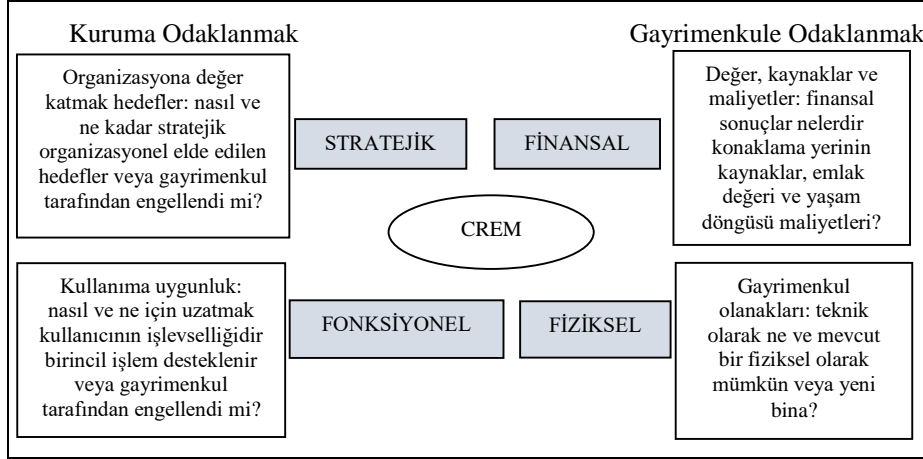 Kuruma Odaklanmak
Gayrimenkule Odaklanmak
Organizasyona değer
katmak hedefler: nasıl ve
ne kadar stratejik
organizasyonel elde edilen
hedefler veya gayrimenkul
tarafından engellendi mi?
STRATEJİK
FİNANSAL
Değer, kaynaklar ve
maliyetler: finansal
sonuçlar nelerdir
konaklama yerinin
kaynaklar, emlak
değeri ve yaşam
döngüsü maliyetleri?
CREM
Kullanıma uygunluk:
nasıl ve ne için uzatmak
kullanıcının işlevselliğidir
birincil işlem desteklenir
veya gayrimenkul
tarafından engellendi mi?
FONKSİYONEL
FİZİKSEL
Gayrimenkul
olanakları: teknik
olarak ne ve mevcut
bir fiziksel olarak
mümkün veya yeni
bina?